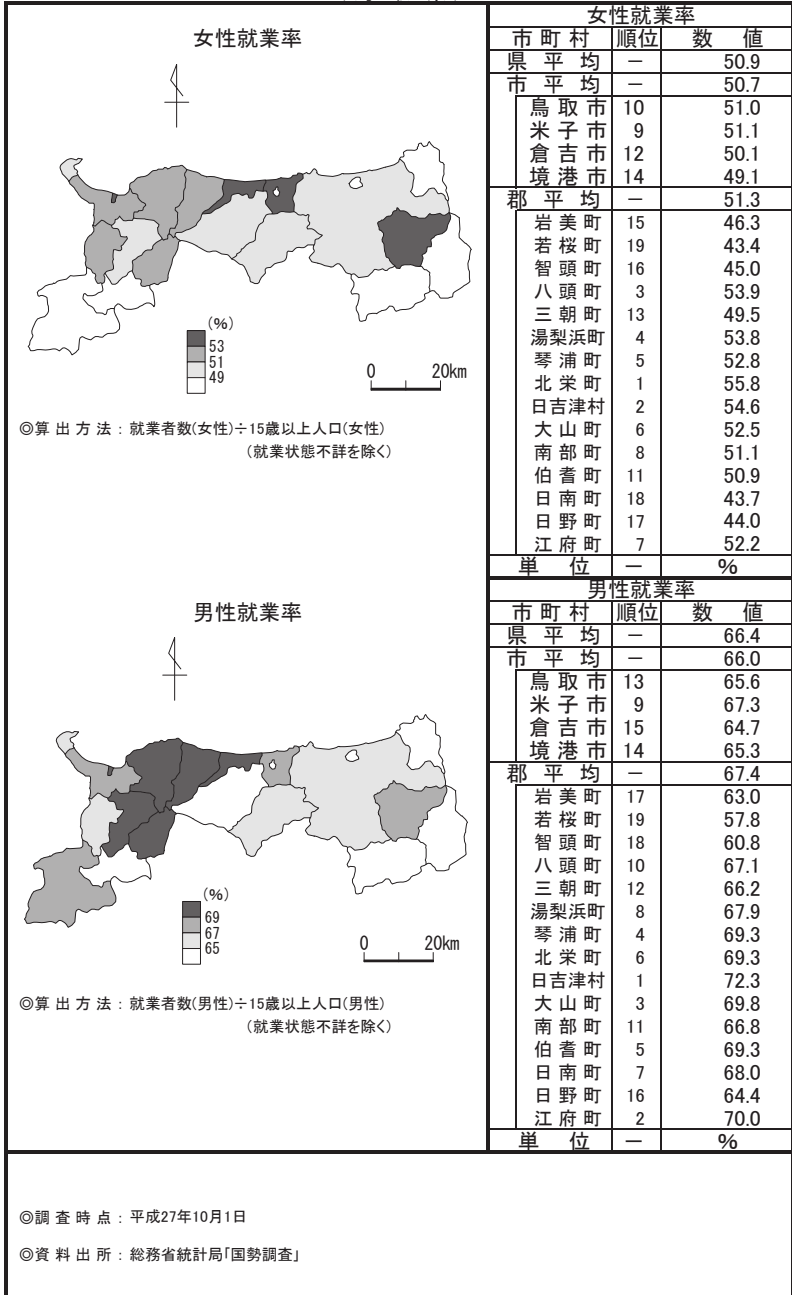 女性就業率
(%)
53
51
49
0 20km
◎算出方法：就業者数(女性)÷15歳以上人口(女性)
(就業状態不詳を除く)
女性就業率
市町村 順位 数値
県平均 － 50.9
市平均 － 50.7
鳥取市 10 51.0
米子市 9 51.1
倉吉市 12 50.1
境港市 14 49.1
郡平均 － 51.3
岩美町 15 46.3
若桜町 19 43.4
智頭町 16 45.0
八頭町 3 53.9
三朝町 13 49.5
湯梨浜町 4 53.8
琴浦町 5 52.8
北栄町 1 55.8
日吉津村 2 54.6
大山町 6 52.5
南部町 8 51.1
伯耆町 11 50.9
日南町 18 43.7
日野町 17 44.0
江府町 7 52.2
単位 － %
男性就業率
(%)
69
67
65
0 20km
◎算出方法：就業者数(男性)÷15歳以上人口(男性)
(就業状態不詳を除く)
男性就業率
市町村 順位 数値
県平均 － 66.4
市平均 － 66.0
鳥取市 13 65.6
米子市 9 67.3
倉吉市 15 64.7
境港市 14 65.3
郡平均 － 67.4
岩美町 17 63.0
若桜町 19 57.8
智頭町 18 60.8
八頭町 10 67.1
三朝町 12 66.2
湯梨浜町 8 67.9
琴浦町 4 69.3
北栄町 6 69.3
日吉津村 1 72.3
大山町 3 69.8
南部町 11 66.8
伯耆町 5 69.3
日南町 7 68.0
日野町 16 64.4
江府町 2 70.0
単位 － %
◎調査時点：平成27年10月1日
◎資料出所：総務省統計局「国勢調査」